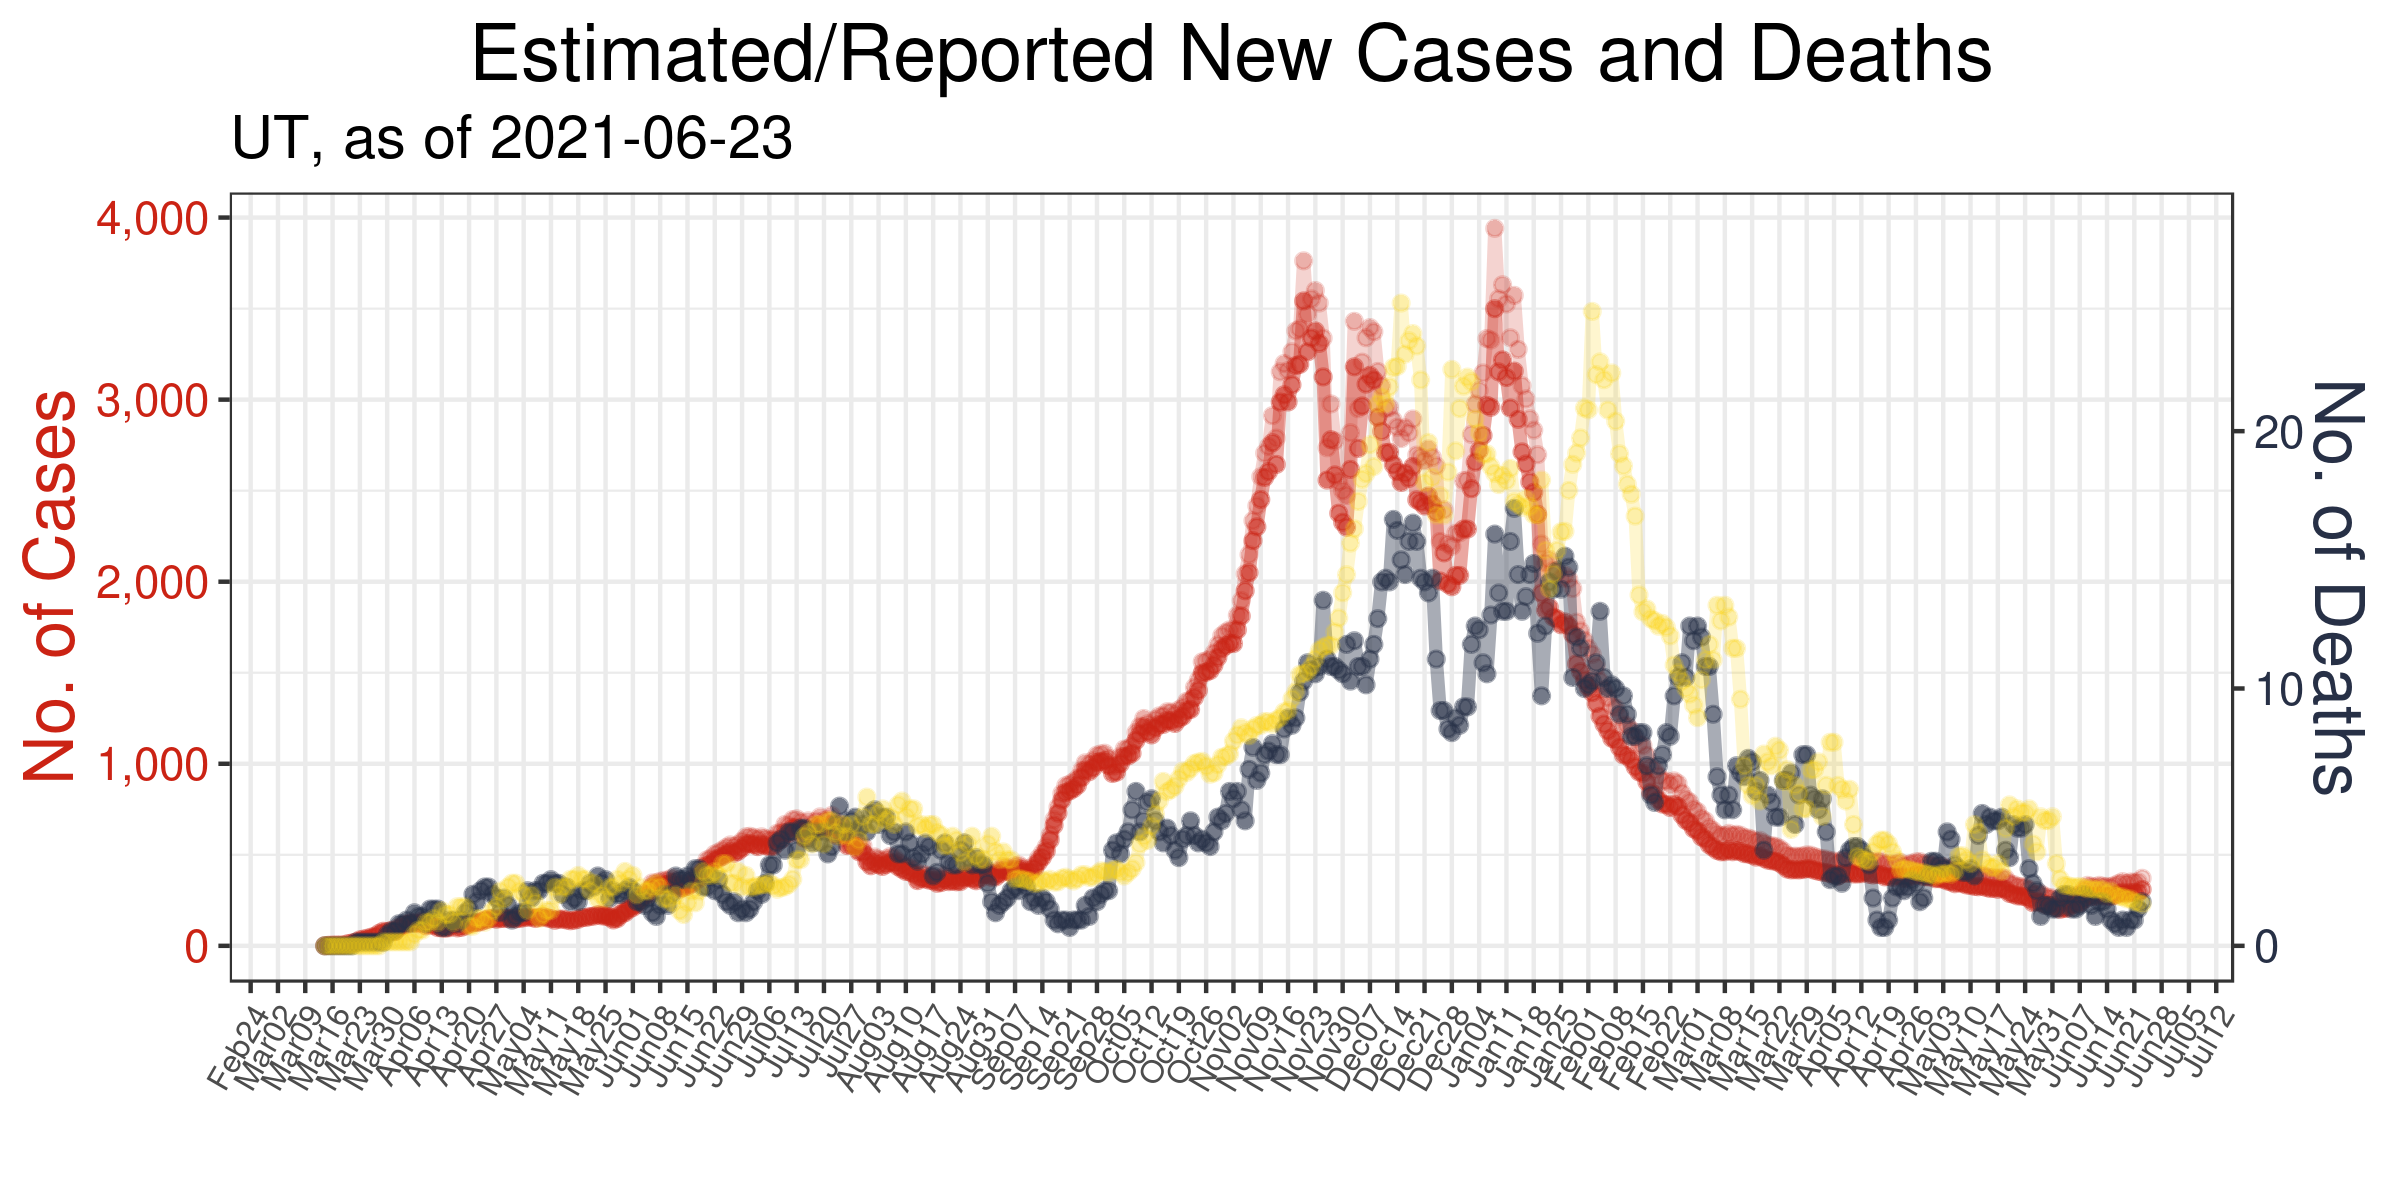 Estimated/Reported New Cases and Deaths
UT, as of 2021-06-23
No. of Cases
4,000
3,000
2,000
1,000
0
20
10
0
No. of Deaths
Feb24
Mar02
Mar09
Mar16
Mar23
Mar30
Apr06
Apr13
Apr20
Apr27
May04
May11
May18
May25
Jun01
Jun08
Jun15
Jun22
Jun29
Jul06
Jul13
Jul20
Jul27
Aug03
Aug10
Aug17
Aug24
Aug31
Sep07
Sep14
Sep21
Sep28
Oct05
Oct12
Oct19
Oct26
Nov02
Nov09
Nov16
Nov23
Nov30
Dec07
Dec14
Dec21
Dec28
Jan04
Jan11
Jan18
Jan25
Feb01
Feb08
Feb15
Feb22
Mar01
Mar08
Mar15
Mar22
Mar29
Apr05
Apr12
Apr19
Apr26
May03
May10
May17
May24
May31
Jun07
Jun14
Jun21
Jun28
Jul05
Jul12